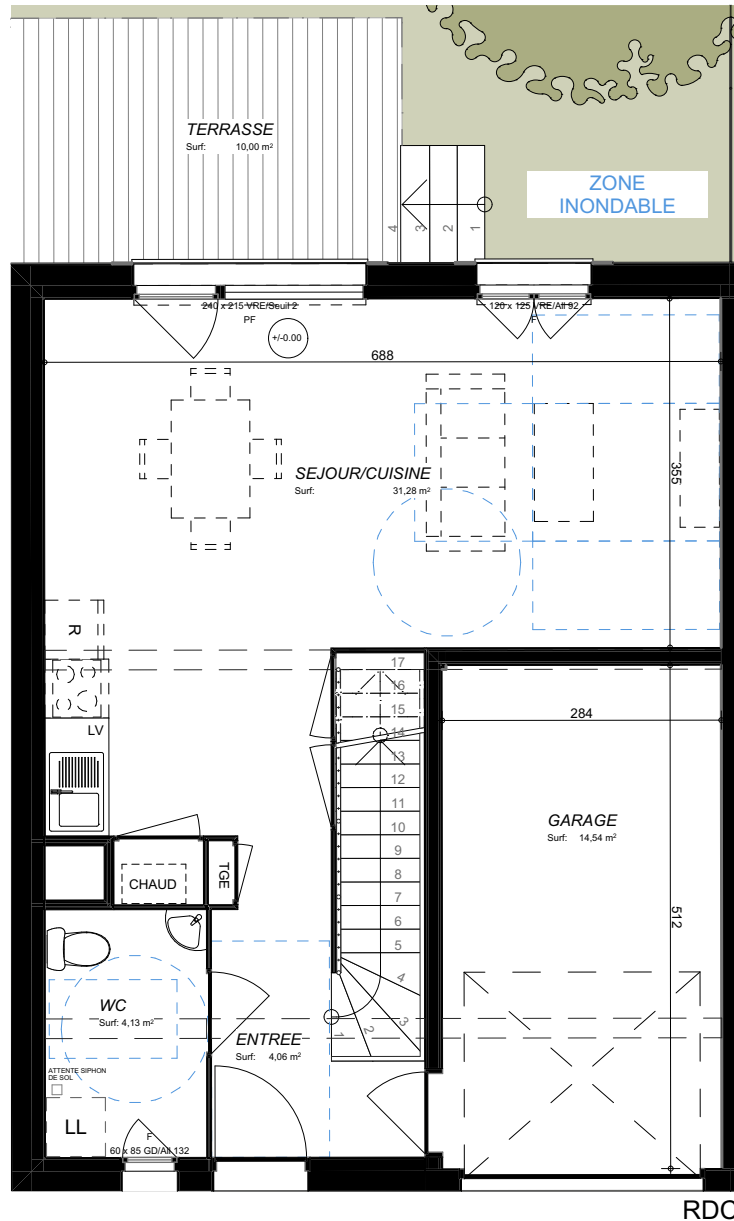 TERRASSE
Surf: 10,00 m²
ZONE
INONDABLE
4
3
2
1
240 x 215 VRE/Seuil 2
PF
120 x 125 VRE/All 92
F
+/-0.00
688
355
SEJOUR/CUISINE
Surf: 31,28 m²
R
LV
17
16
15
14
13
12
11
10
9
8
7
6
5
4
3
2
1
284
GARAGE
Surf: 14,54 m²
512
CHAUD
TGE
WC
Surf: 4,13 m²
ENTREE
Surf: 4,06 m²
ATTENTE SIPHON
DE SOL
LL
F
60 x 85 GD/All 132
RDC